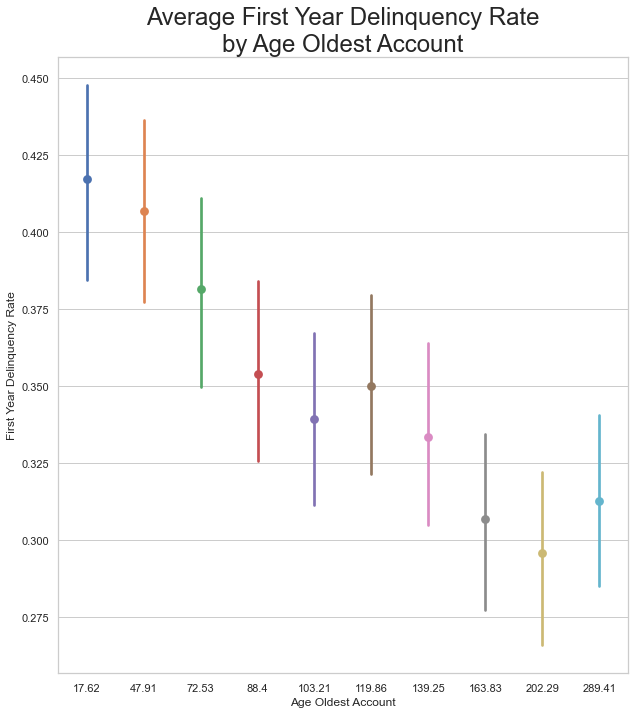 Average First Year Delinquency Rate
by Age Oldest Account
0.450
0.425
0.400
0.375
0.350
0.325
0.300
0.275
First Year Delinquency Rate
17.62 47.91 72.53 88.4 103.21 119.86 139.25 163.83 202.29 289.41
Age Oldest Account